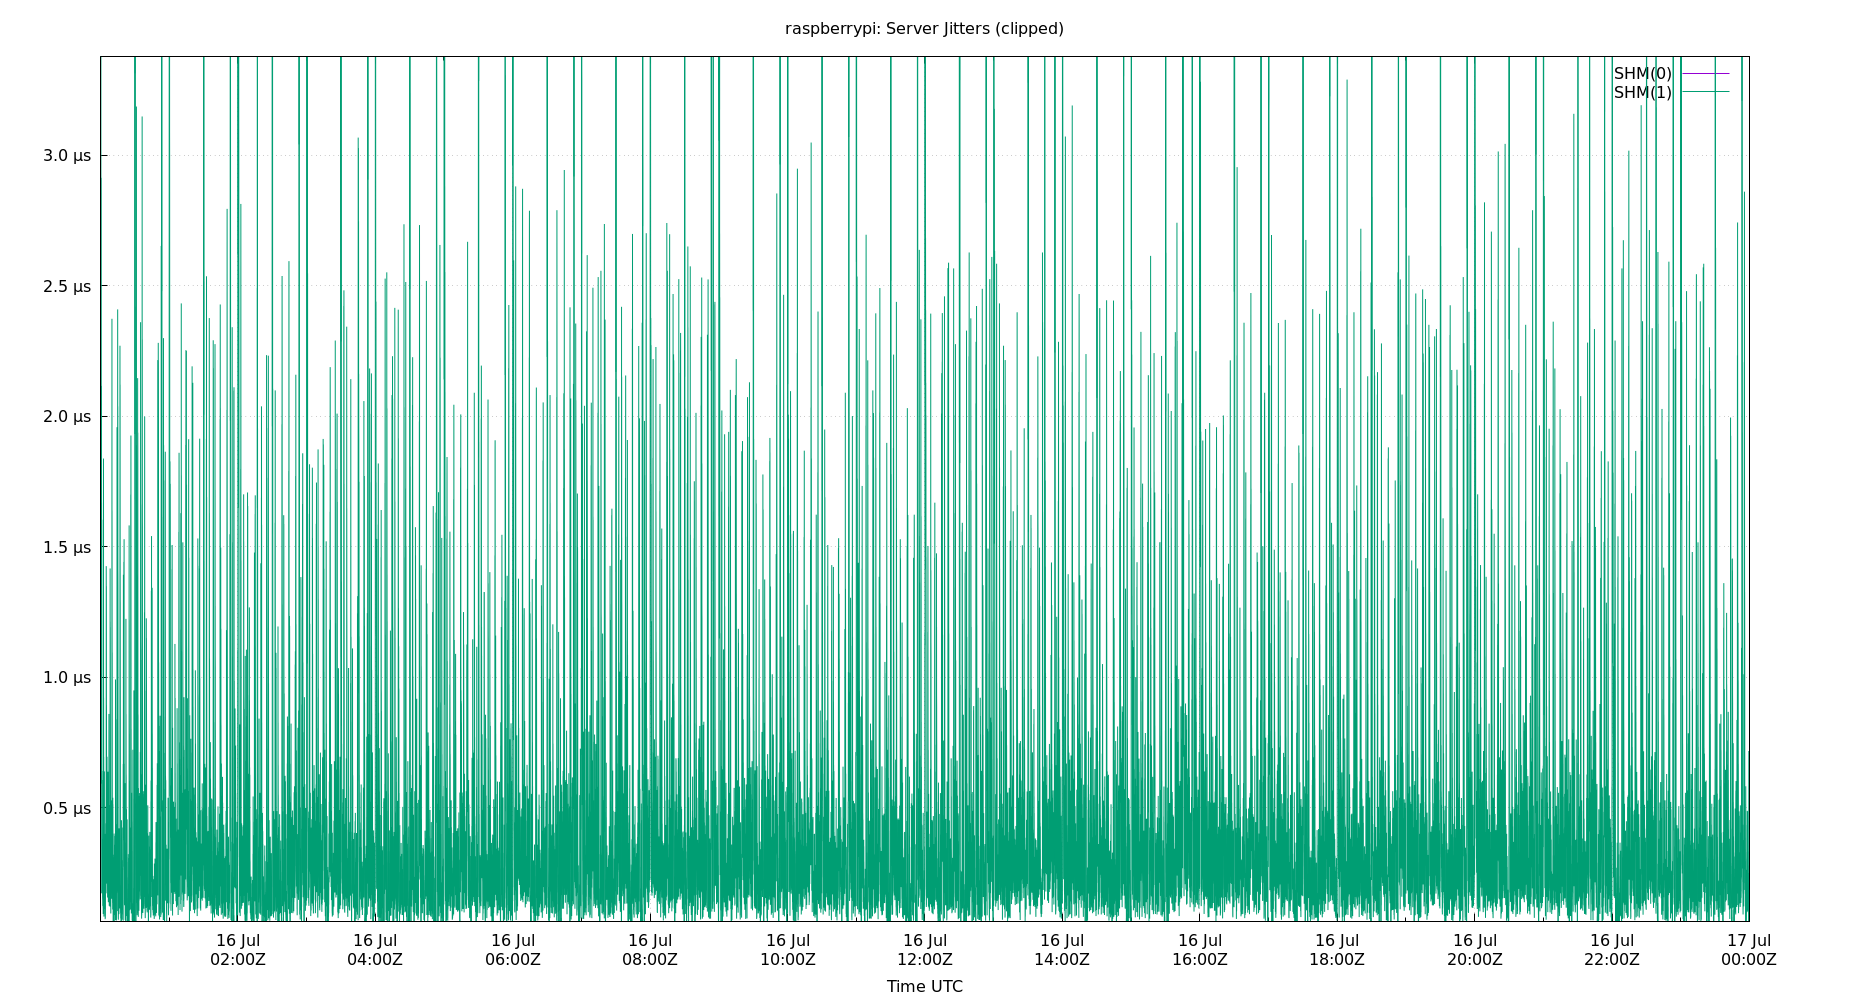 raspberrypi: Server Jitters (clipped)
SHM(0)
SHM(1)
3.0 µs
2.5 µs
2.0 µs
1.5 µs
1.0 µs
0.5 µs
16 Jul 16 Jul 16 Jul 16 Jul 16 Jul 16 Jul 16 Jul 16 Jul 16 Jul 16 Jul 16 Jul 17 Jul
02:00Z 04:00Z 06:00Z 08:00Z 10:00Z 12:00Z 14:00Z 16:00Z 18:00Z 20:00Z 22:00Z 00:00Z
Time UTC